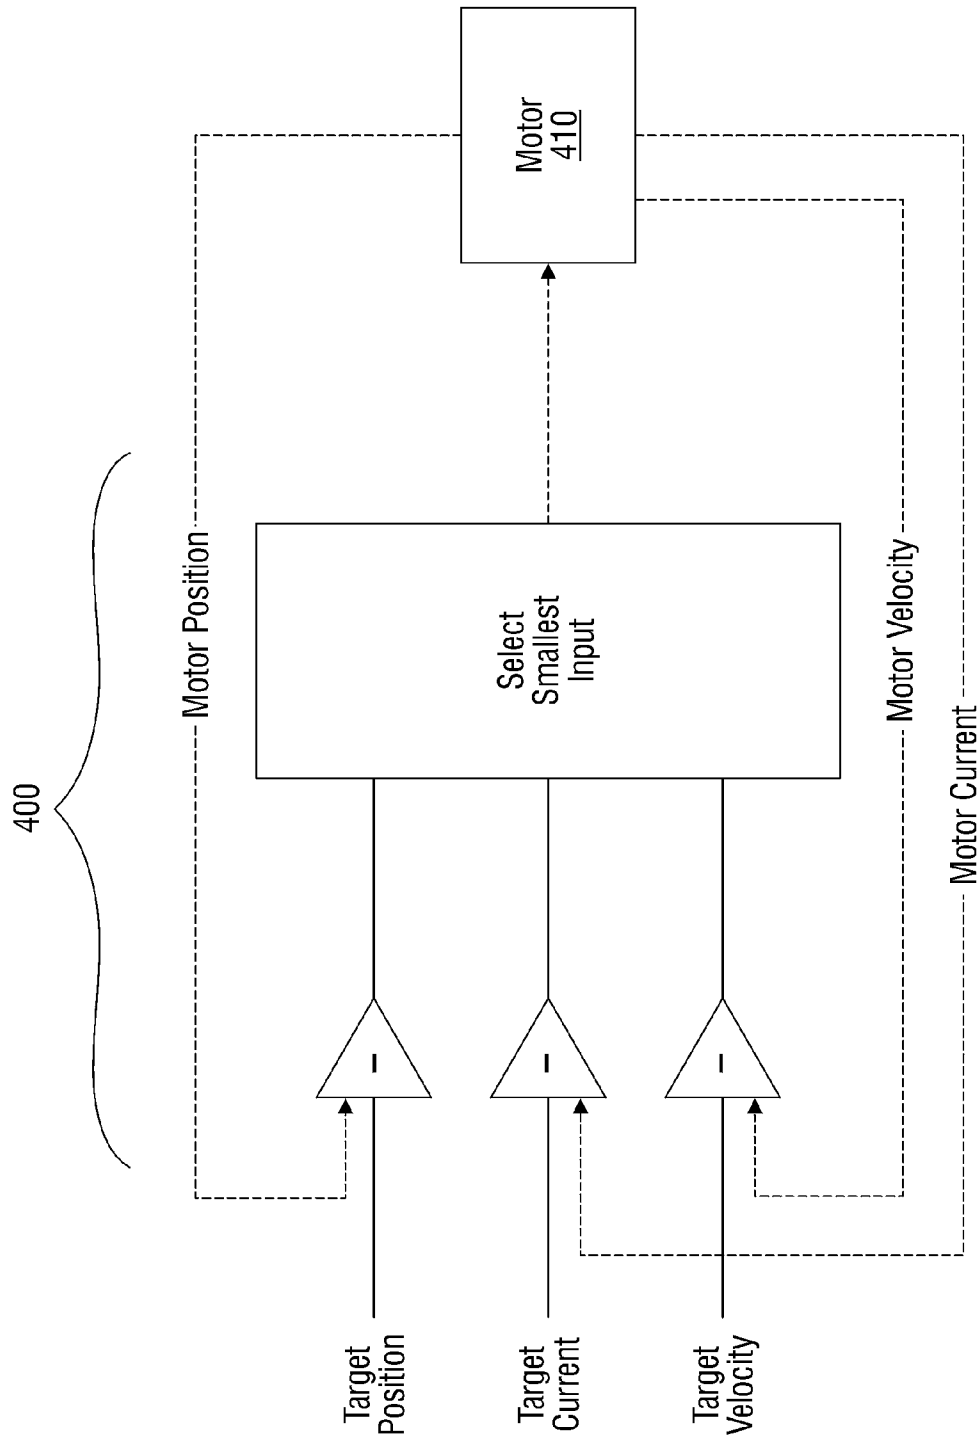 400
Motor Position
Target
Position
Target
Current
Target
Velocity
–
–
–
Select
Smallest
Input
Motor
410
Motor Velocity
Motor Current